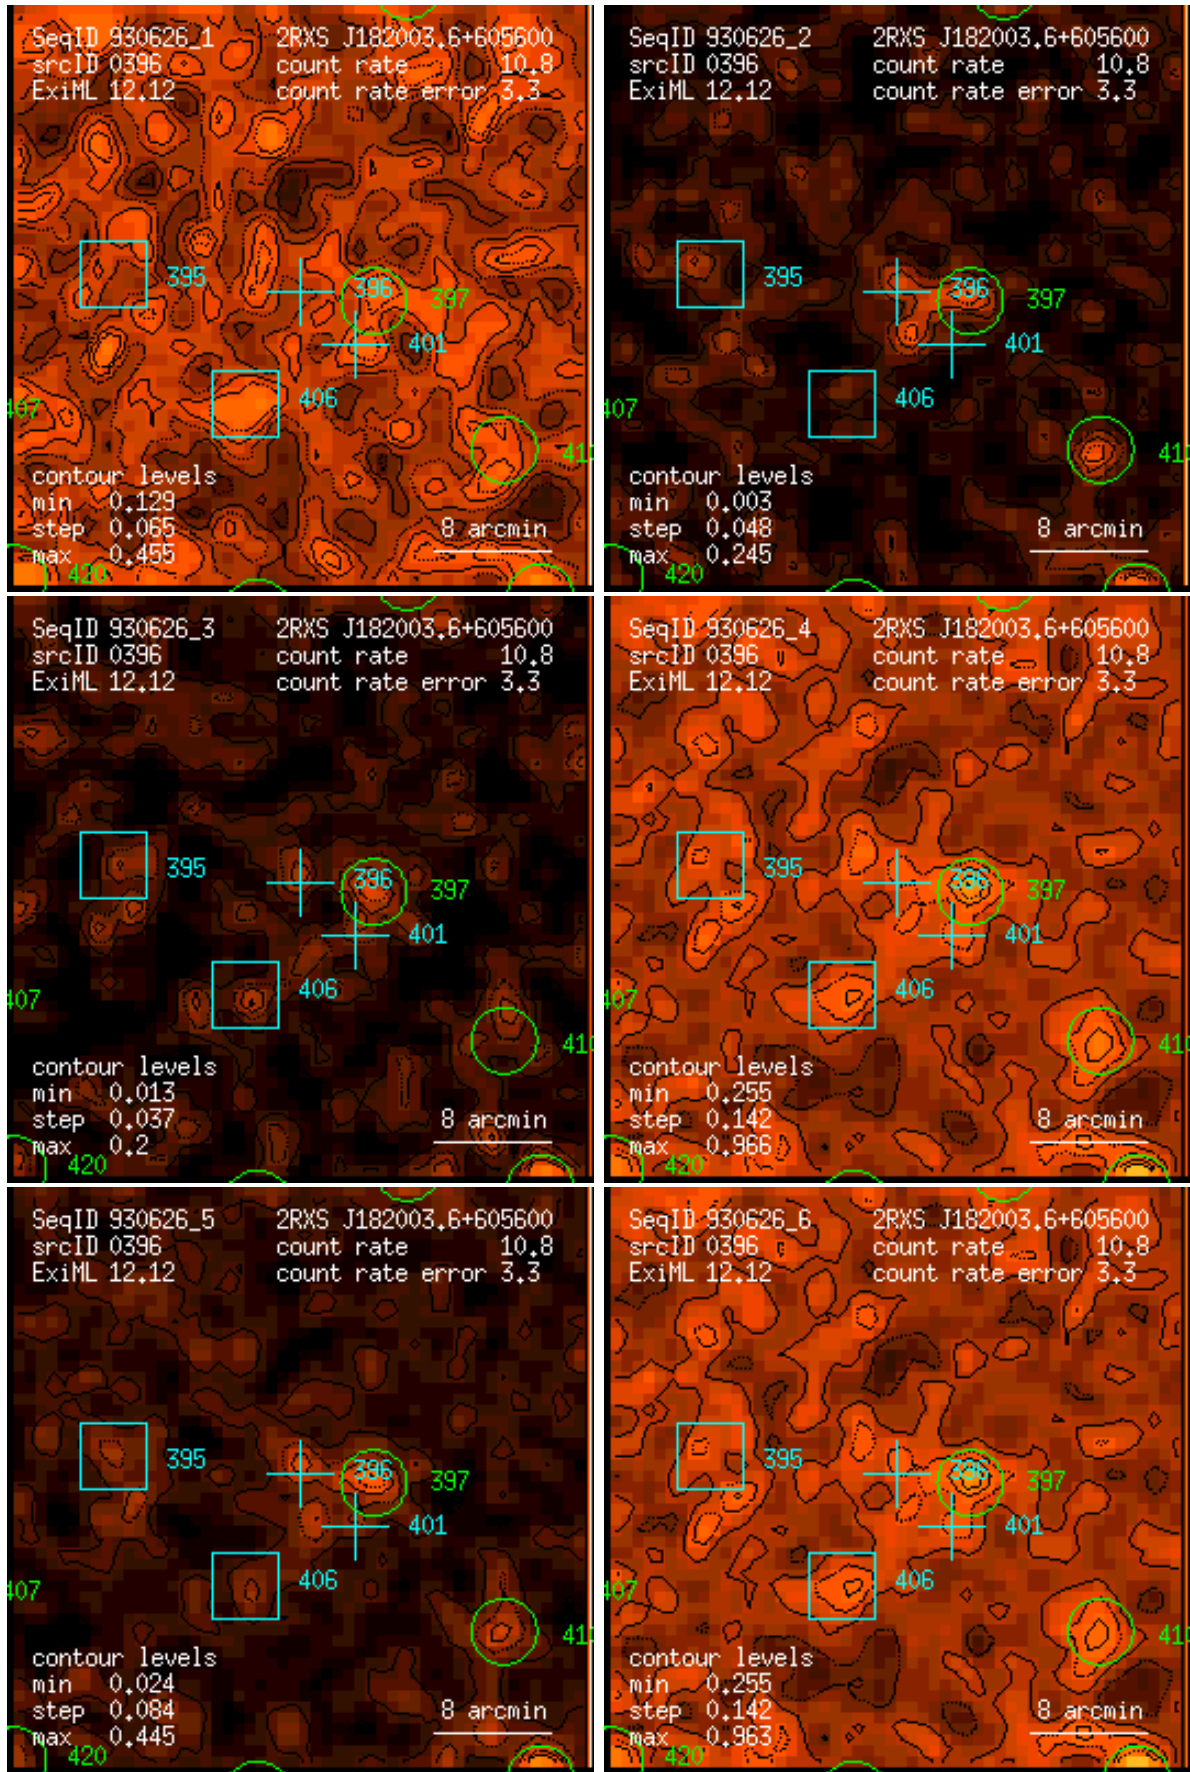 SeqID 930626_1 2RXS J182003.6+605600
srcID 0396 count rate 10.8
ExiML 12.12 count rate error 3.3
395
396
397
401
406
407
410
contour levels
min 0.129
step 0.065
max 0.455
8 arcmin
420
SeqID 930626_2 2RXS J182003.6+605600
srcID 0396 count rate 10.8
ExiML 12.12 count rate error 3.3
395
396
397
401
406
407
410
contour levels
min 0.003
step 0.048
max 0.245
8 arcmin
420
SeqID 930626_3 2RXS J182003.6+605600
srcID 0396 count rate 10.8
ExiML 12.12 count rate error 3.3
395
396
397
401
406
407
410
contour levels
min 0.013
step 0.037
max 0.2
8 arcmin
420
SeqID 930626_4 2RXS J182003.6+605600
srcID 0396 count rate 10.8
ExiML 12.12 count rate error 3.3
395
396
397
401
406
407
410
contour levels
min 0.255
step 0.142
max 0.966
8 arcmin
420
SeqID 930626_5 2RXS J182003.6+605600
srcID 0396 count rate 10.8
ExiML 12.12 count rate error 3.3
395
396
397
401
406
407
410
contour levels
min 0.024
step 0.084
max 0.445
8 arcmin
420
SeqID 930626_6 2RXS J182003.6+605600
srcID 0396 count rate 10.8
ExiML 12.12 count rate error 3.3
395
396
397
401
406
407
410
contour levels
min 0.255
step 0.142
max 0.963
8 arcmin
420